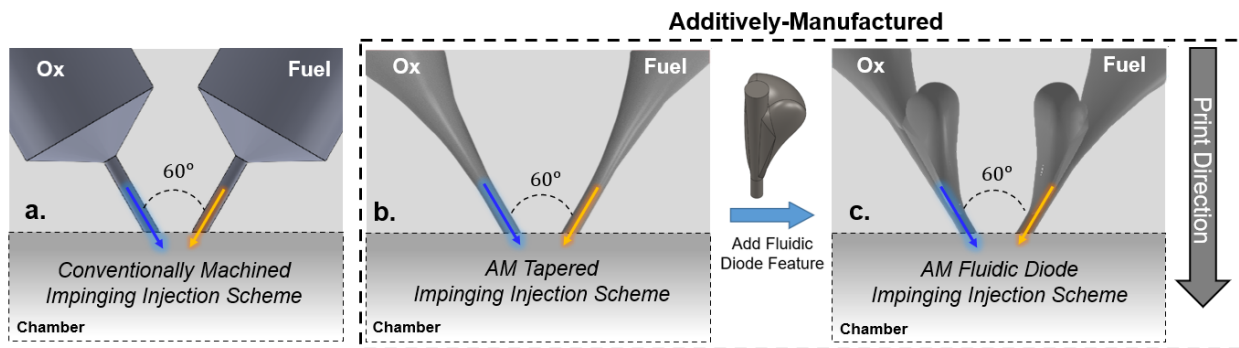 Additively-Manufactured
Ox
Fuel
60°
a.
Conventionally Machined
Impinging Injection Scheme
Chamber
Ox
Fuel
60°
b.
AM Tapered
Impinging Injection Scheme
Chamber
Add Fluidic
Diode Feature
Ox
Fuel
60°
c.
AM Fluidic Diode
Impinging Injection Scheme
Chamber
Print Direction